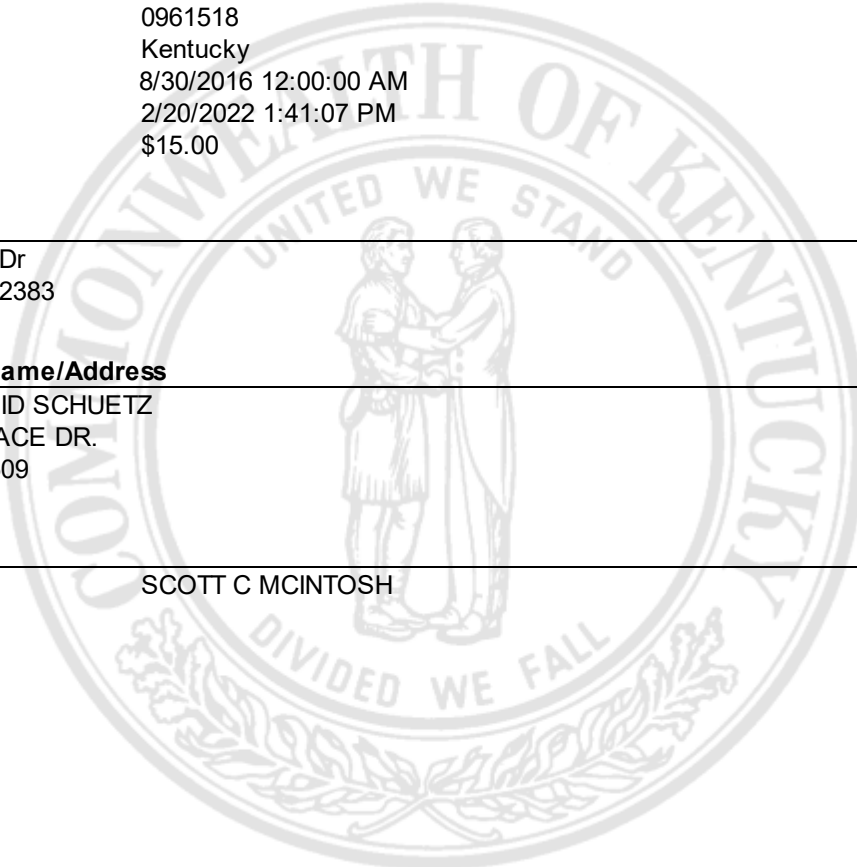 0961518
Kentucky
8/30/2016 12:00:00 AM
2/20/2022 1:41:07 PM
$15.00
COMMONWEALTH OF KENTUCKY
UNITED WE STAND
Dr
2383
ame/Address
ID SCHUETZ
ACE DR.
09
SCOTT C MCINTOSH
DIVIDED WE FALL